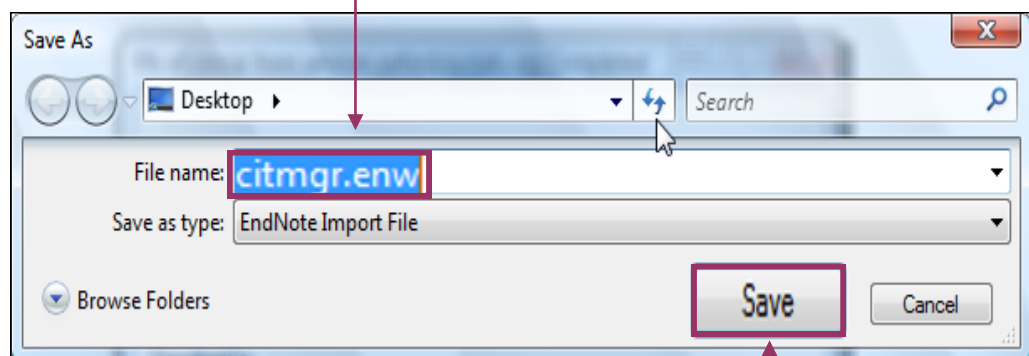 Save As
Desktop
Search
File name: citmgr.enw
Save as type: EndNote Import File
Browse Folders
Save
Cancel